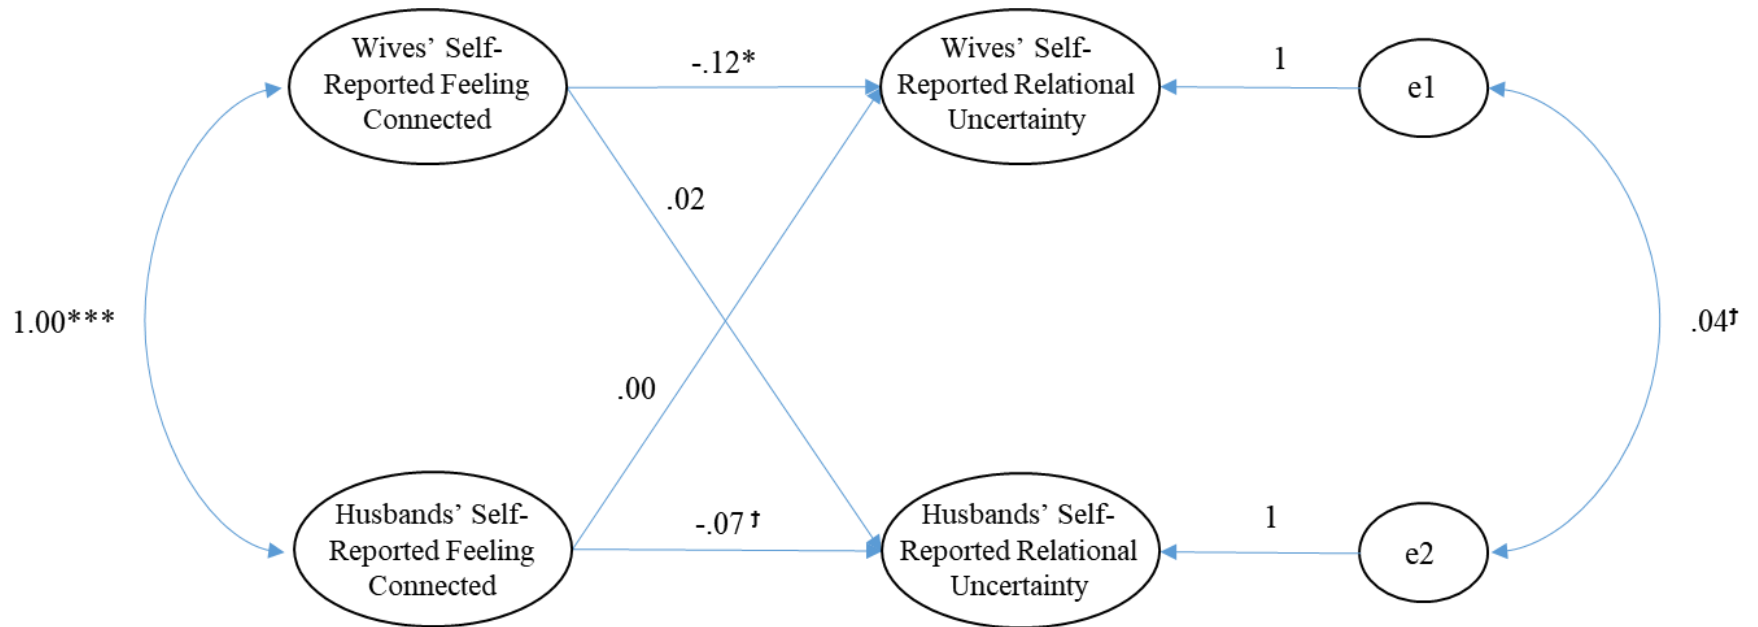 Wives’ Self-
Reported Feeling
Connected
-.12*
Wives’ Self-
Reported Relational
Uncertainty
1
e1
.02
1.00***
.04†
.00
Husbands’ Self-
Reported Feeling
Connected
-.07†
Husbands’ Self-
Reported Relational
Uncertainty
1
e2